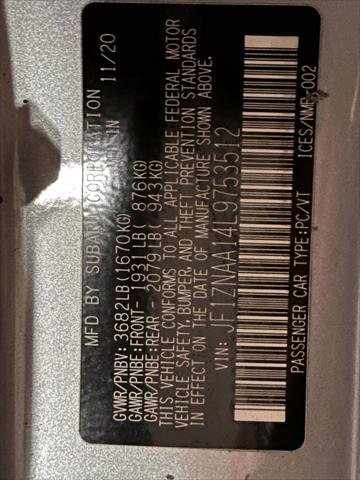 MFD BY SUBARU CORPORATION 11/20
IN
GVWR/PNBV: 3682LB(1670KG)
GAWR/PNBE:FRONT- 1931LB( 876KG)
GAWR/PNBE:REAR - 2079LB( 943KG)
THIS VEHICLE CONFORMS TO ALL APPLICABLE FEDERAL MOTOR
VEHICLE SAFETY, BUMPER, AND THEFT PREVENTION STANDARDS
IN EFFECT ON THE DATE OF MANUFACTURE SHOWN ABOVE.
VIN: JF1ZNAA14L9753512
PASSENGER CAR TYPE:PC/VT ICES/NMB-002